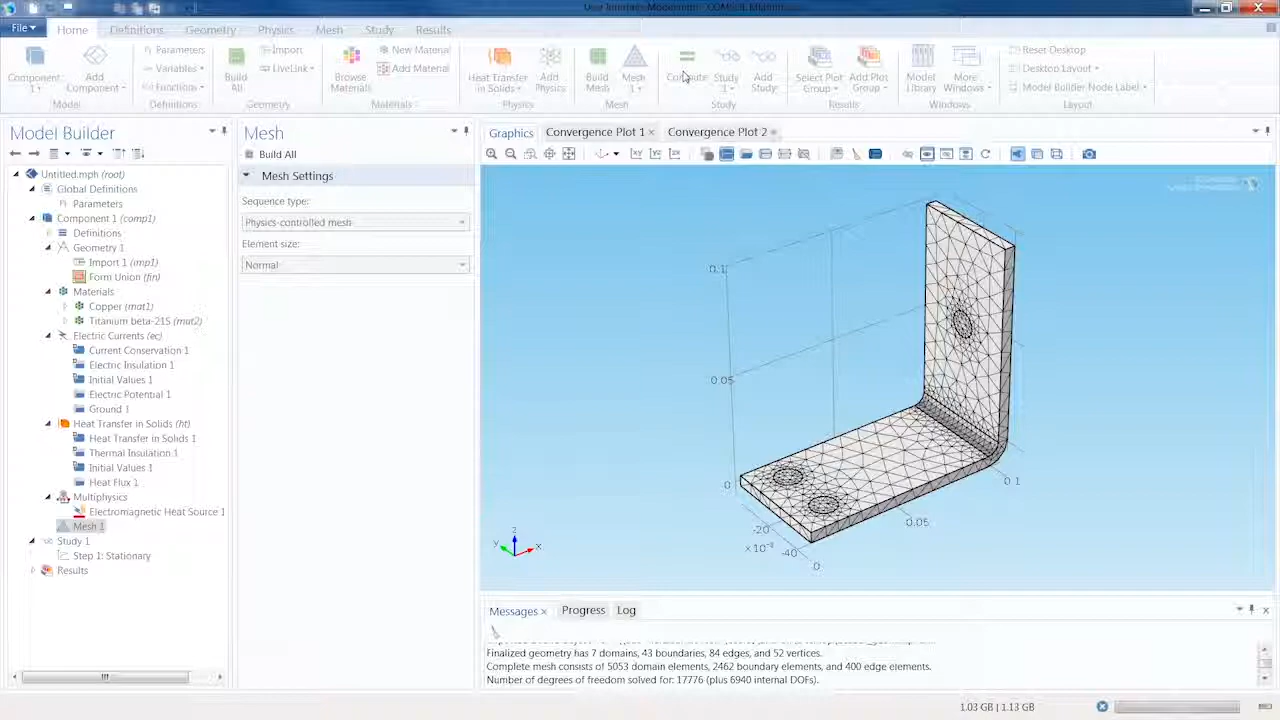 File
Home
Definitions
Geometry
Physics
Mesh
Study
Results
Component 1
Add Component
Model
Parameters
Variables
Functions
Definitions
Build All
Import
LiveLink
Geometry
Browse Materials
New Material
Add Material
Materials
Heat Transfer in Solids
Add Physics
Physics
Build Mesh
Mesh 1
Mesh
Compute
Study 1
Add Study
Study
Select Plot Group
Add Plot Group
Results
Model Library
More Windows
Windows
Reset Desktop
Desktop Layout
Model Builder Node Label
Layout
Model Builder
Untitled.mph (root)
Global Definitions
Parameters
Component 1 (comp1)
Definitions
Geometry 1
Import 1 (imp1)
Form Union (fin)
Materials
Copper (mat1)
Titanium beta-21S (mat2)
Electric Currents (ec)
Current Conservation 1
Electric Insulation 1
Initial Values 1
Electric Potential 1
Ground 1
Heat Transfer in Solids (ht)
Heat Transfer in Solids 1
Thermal Insulation 1
Initial Values 1
Heat Flux 1
Multiphysics
Electromagnetic Heat Source 1
Mesh 1
Study 1
Step 1: Stationary
Results
Mesh
Build All
Mesh Settings
Sequence type:
Physics-controlled mesh
Element size:
Normal
Graphics
Convergence Plot 1
Convergence Plot 2
0.1
0.05
0
0.1
0.05
-20
×10⁻³
-40
0
z
y
x
Messages
Progress
Log
Finalized geometry has 7 domains, 43 boundaries, 84 edges, and 52 vertices.
Complete mesh consists of 5053 domain elements, 2462 boundary elements, and 400 edge elements.
Number of degrees of freedom solved for: 17776 (plus 6940 internal DOFs).
1.03 GB | 1.13 GB